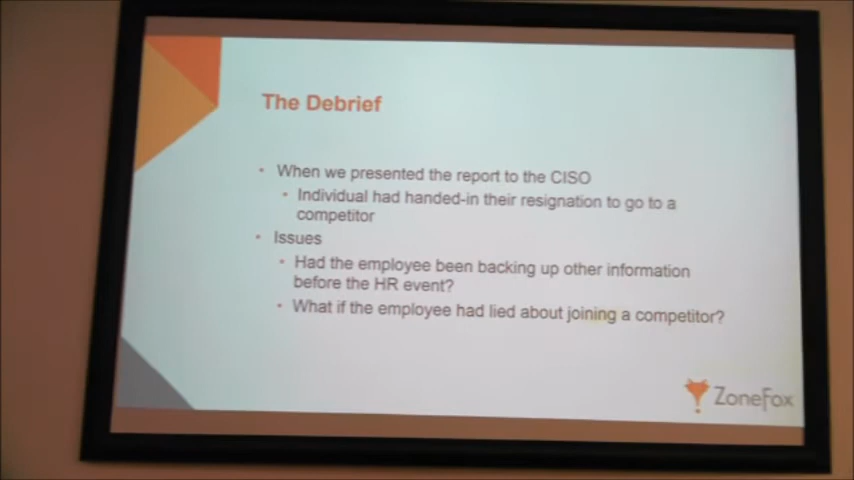 The Debrief
• When we presented the report to the CISO
• Individual had handed-in their resignation to go to a
competitor
• Issues
• Had the employee been backing up other information
before the HR event?
• What if the employee had lied about joining a competitor?
ZoneFox